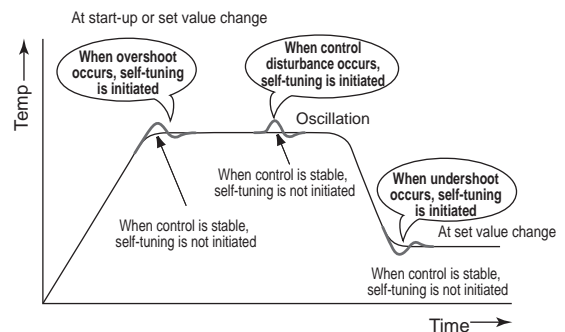 At start-up or set value change
Temp
When overshoot
occurs, self-tuning
is initiated
When control
disturbance occurs,
self-tuning is initiated
Oscillation
When control is stable,
self-tuning is not initiated
When control is stable,
self-tuning is not initiated
When undershoot
occurs, self-tuning
is initiated
At set value change
When control is stable,
self-tuning is not initiated
Time